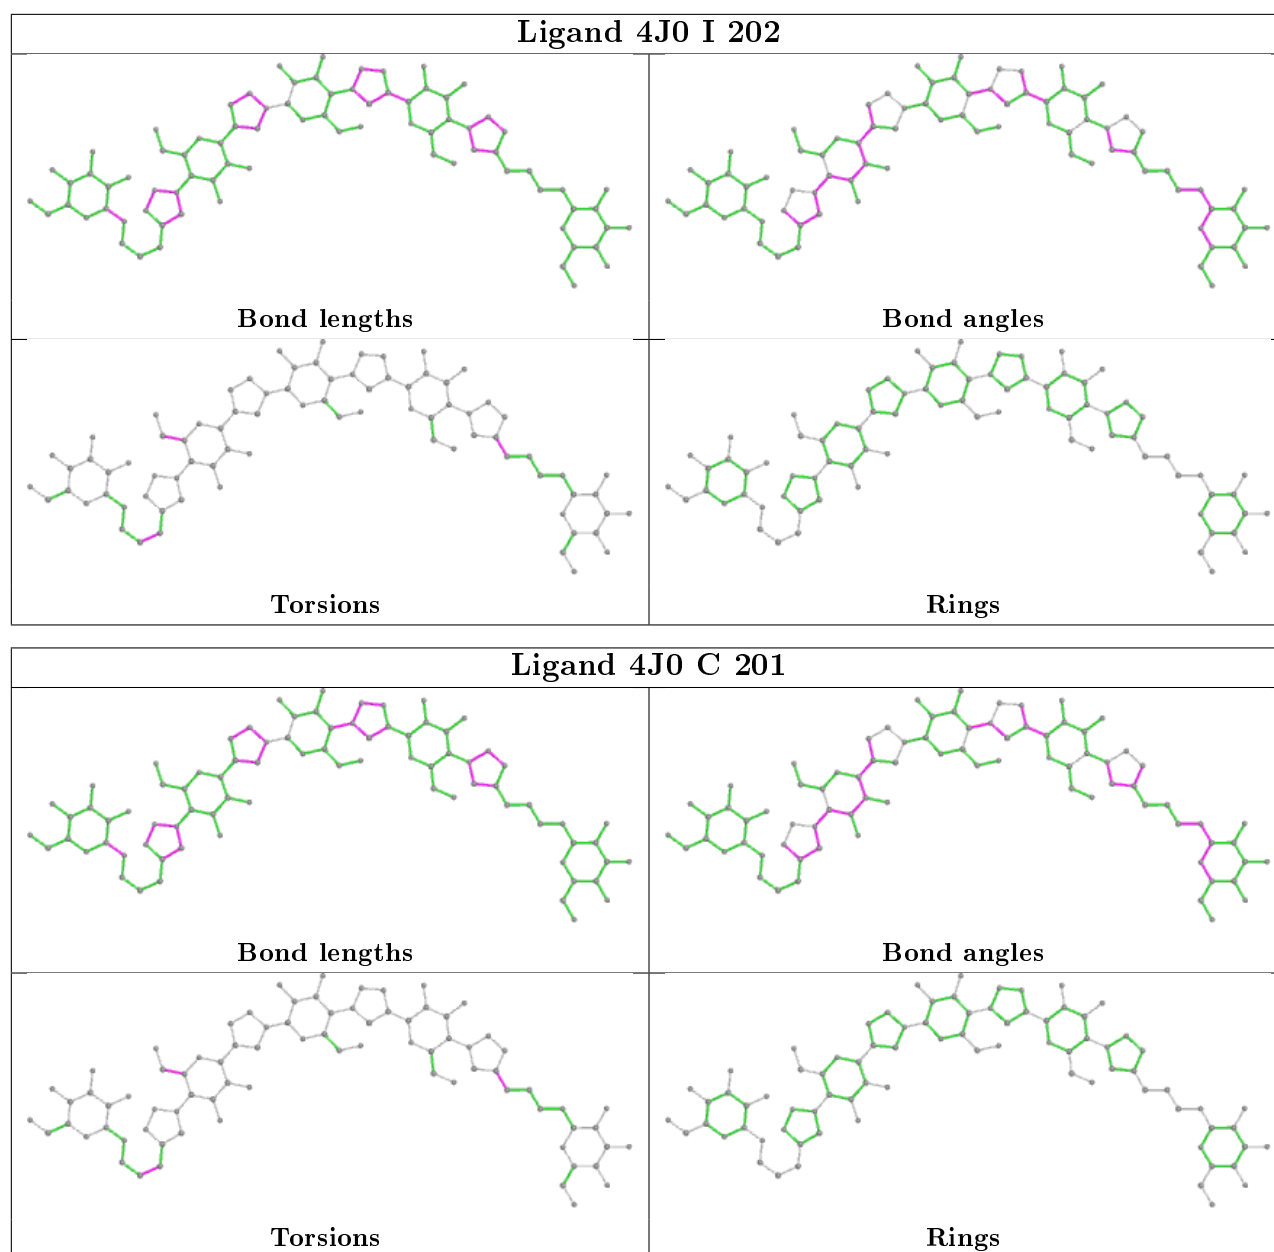 Ligand 4J0 I 202
Bond lengths
Bond angles
Torsions
Rings
Ligand 4J0 C 201
Bond lengths
Bond angles
Torsions
Rings